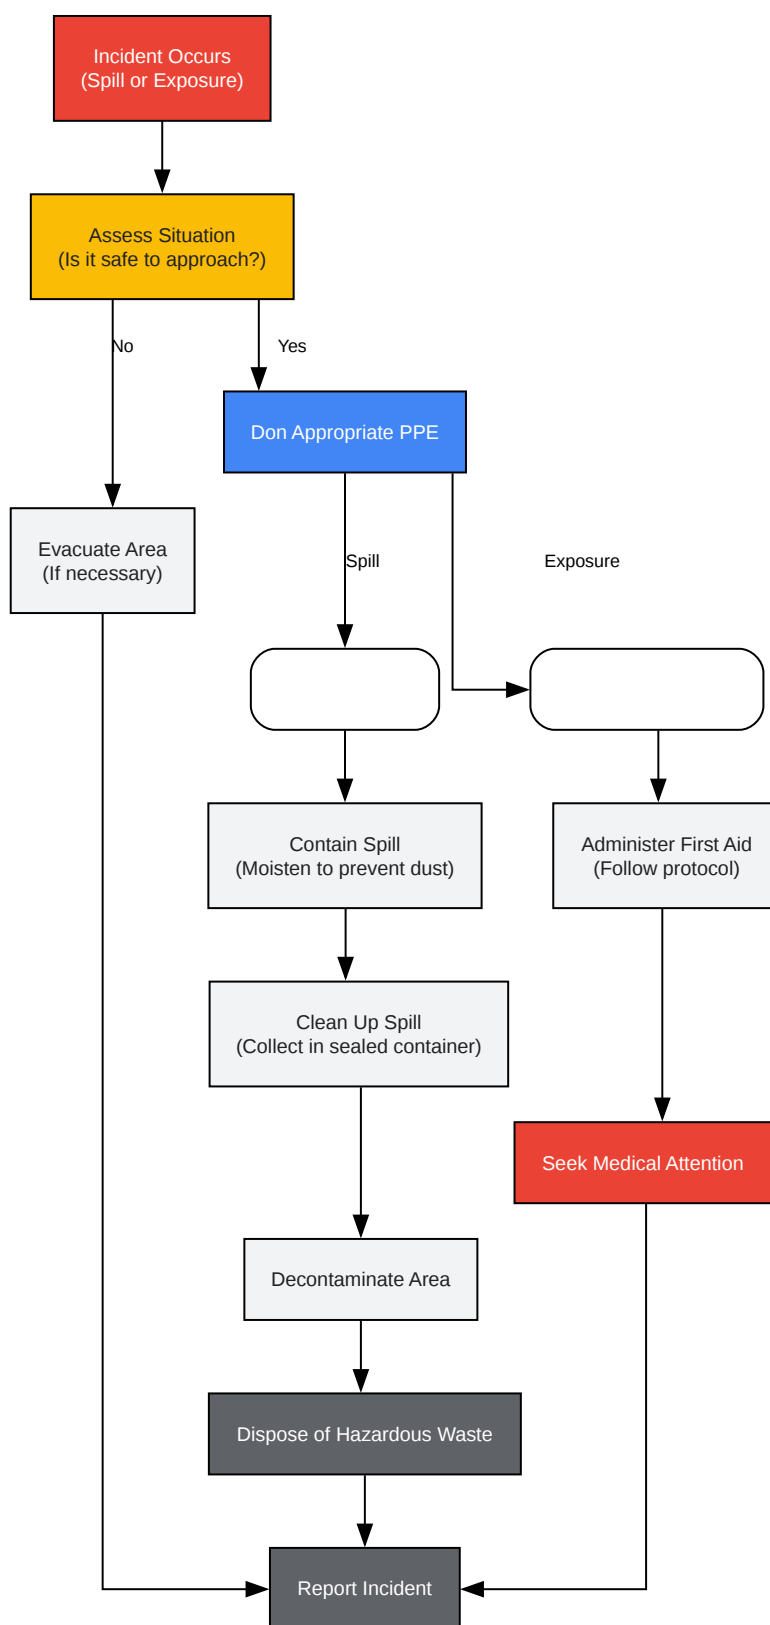 Incident Occurs
(Spill or Exposure)
Assess Situation
(Is it safe to approach?)
No
Yes
Don Appropriate PPE
Evacuate Area
(If necessary)
Spill
Exposure
Contain Spill
(Moisten to prevent dust)
Administer First Aid
(Follow protocol)
Clean Up Spill
(Collect in sealed container)
Seek Medical Attention
Decontaminate Area
Dispose of Hazardous Waste
Report Incident